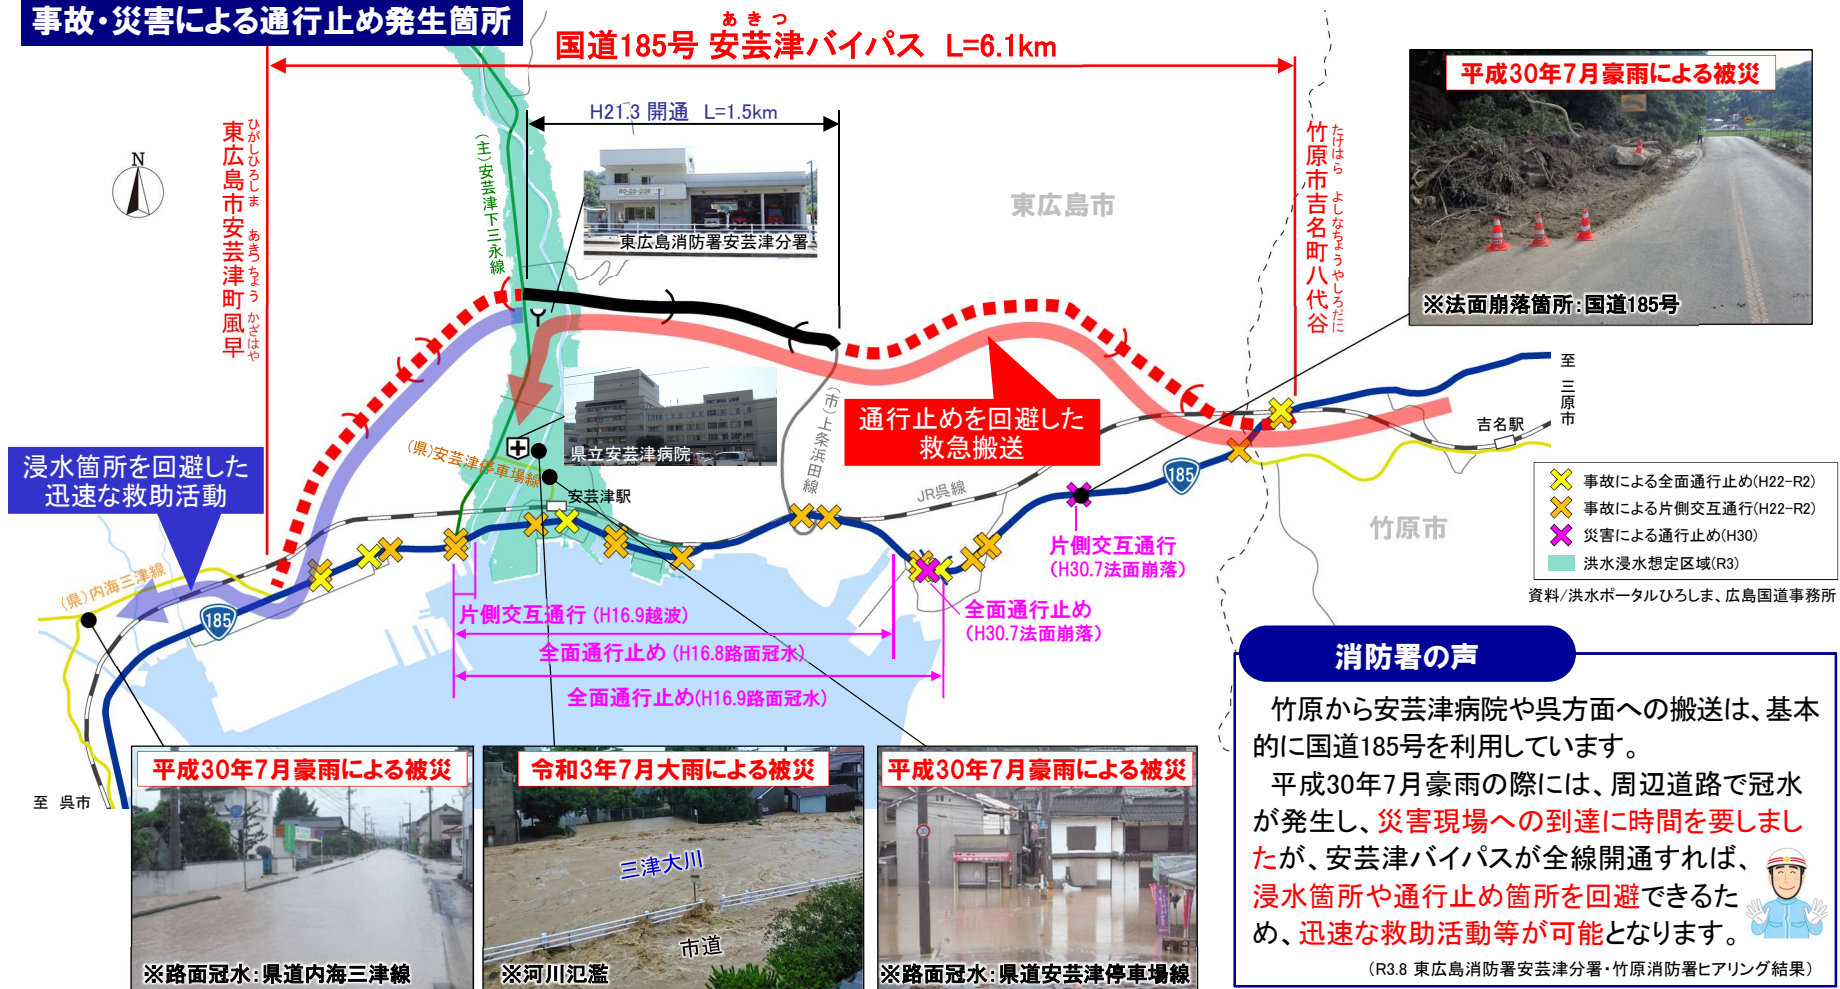 事故・災害による通行止め発生箇所
あきつ
国道185号 安芸津バイパス L=6.1km
H21.3 開通 L=1.5km
東広島市安芸津町風早
ひがしひろしま あきつちょう かざはや
(主)安芸津下三永線
N
東広島消防署安芸津分署
東広島市
竹原市吉名町八代谷
たけはら よしなちょうやしろだに
平成30年7月豪雨による被災
※法面崩落箇所:国道185号
至 三原市
吉名駅
通行止めを回避した
救急搬送
県立安芸津病院
(県)安芸津停車場線
安芸津駅
(市)上条浜田線
JR呉線
185
竹原市
浸水箇所を回避した
迅速な救助活動
(県)内海三津線
185
片側交互通行
(H30.7法面崩落)
全面通行止め
(H30.7法面崩落)
片側交互通行 (H16.9越波)
全面通行止め (H16.8路面冠水)
全面通行止め(H16.9路面冠水)
事故による全面通行止め(H22-R2)
事故による片側交互通行(H22-R2)
災害による通行止め(H30)
洪水浸水想定区域(R3)
資料/洪水ポータルひろしま、広島国道事務所
至 呉市
平成30年7月豪雨による被災
※路面冠水:県道内海三津線
令和3年7月大雨による被災
三津大川
市道
※河川氾濫
平成30年7月豪雨による被災
※路面冠水:県道安芸津停車場線
消防署の声
竹原から安芸津病院や呉方面への搬送は、基本
的に国道185号を利用しています。
平成30年7月豪雨の際には、周辺道路で冠水
が発生し、災害現場への到達に時間を要しまし
たが、安芸津バイパスが全線開通すれば、
浸水箇所や通行止め箇所を回避できるた
め、迅速な救助活動等が可能となります。
(R3.8 東広島消防署安芸津分署・竹原消防署ヒアリング結果)